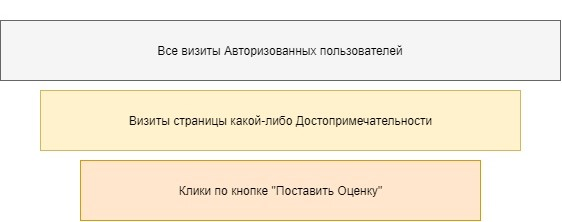 Все визиты Авторизованных пользователей
Визиты страницы какой-либо Достопримечательности
Клики по кнопке "Поставить Оценку"